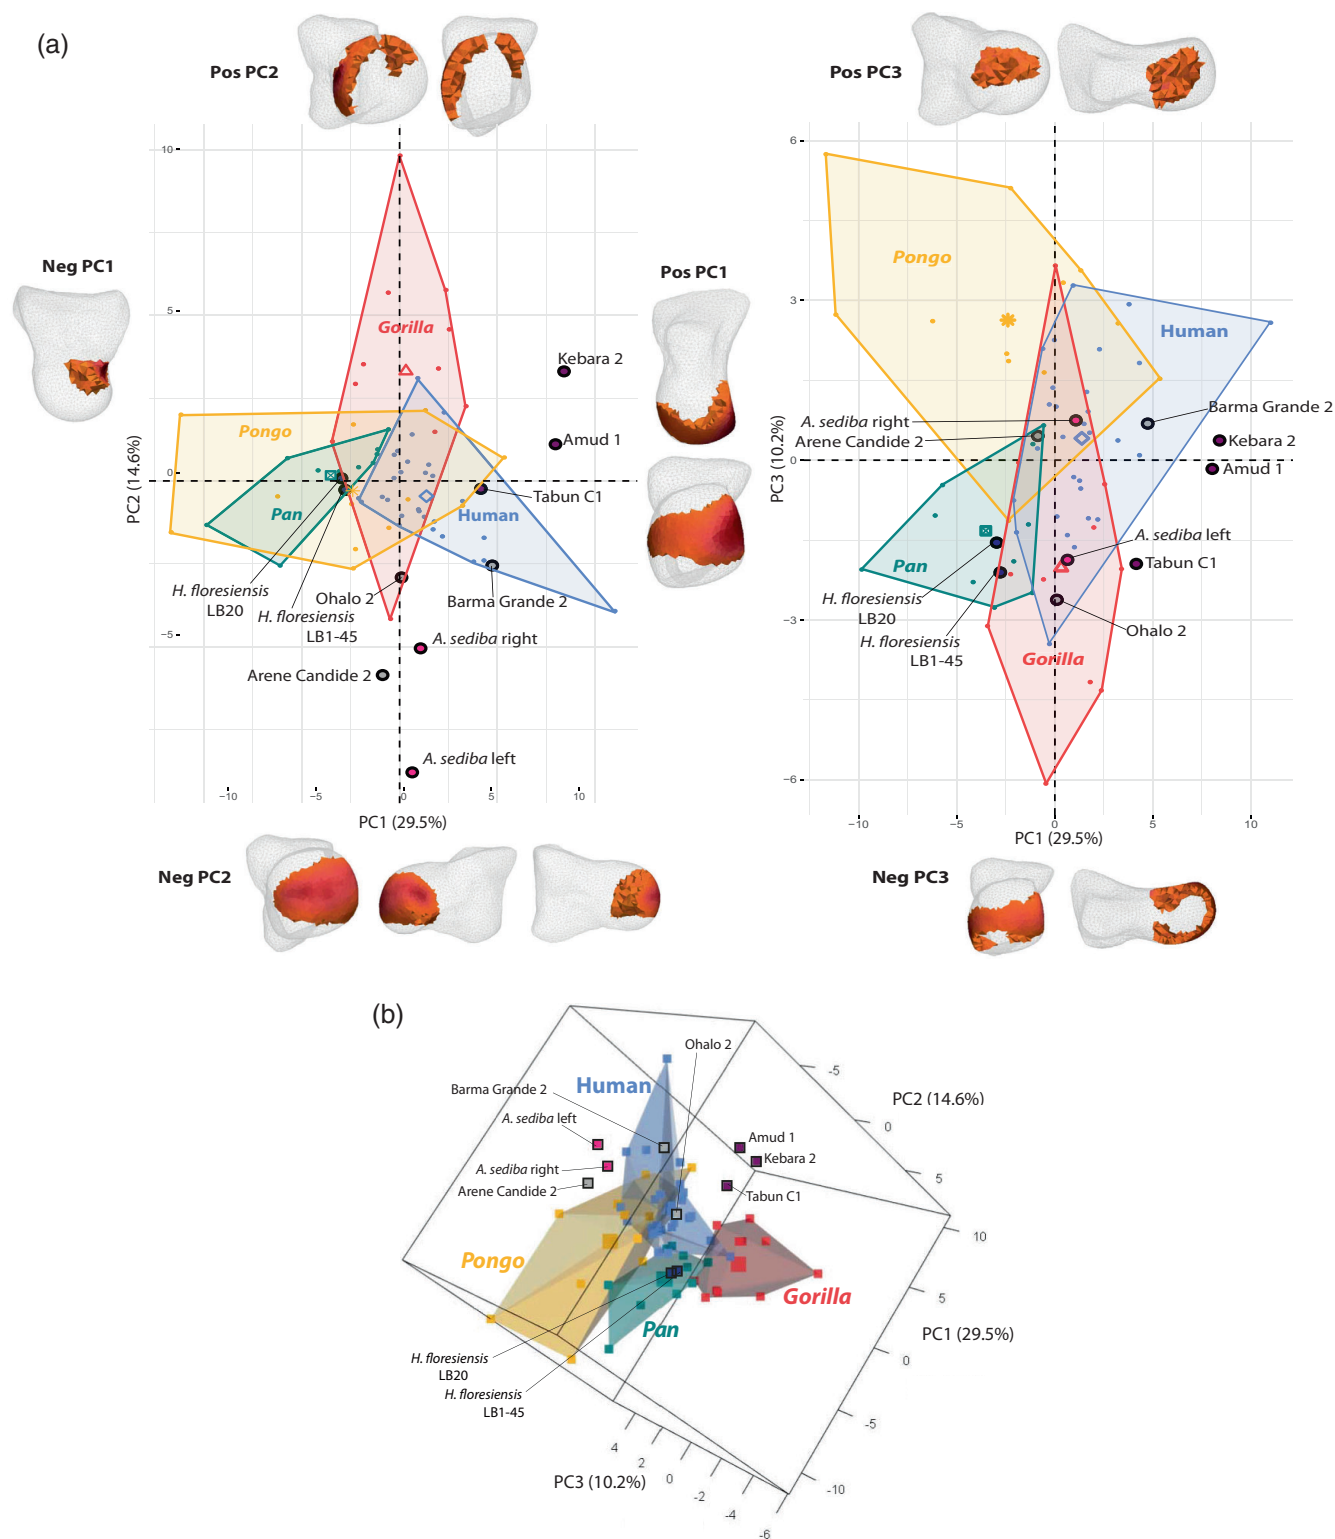 (a)
Pos PC2
Pos PC3
10
5
0
−5
PC2 (14.6%)
Neg PC1
Gorilla
Pongo
Pan
Human
Kebara 2
Amud 1
Tabun C1
H. floresiensis
LB20
H. floresiensis
LB1-45
Ohalo 2
Barma Grande 2
A. sediba right
Arene Candide 2
A. sediba left
−10
−5
0
5
10
PC1 (29.5%)
Pos PC1
6
3
0
−3
−6
PC3 (10.2%)
Pongo
Human
A. sediba right
Arene Candide 2
Barma Grande 2
Kebara 2
Amud 1
A. sediba left
Tabun C1
Pan
H. floresiensis
LB20
H. floresiensis
LB1-45
Ohalo 2
Gorilla
−10
−5
0
5
10
PC1 (29.5%)
Neg PC2
Neg PC3
(b)
Ohalo 2
Human
Barma Grande 2
A. sediba left
A. sediba right
Arene Candide 2
Amud 1
Kebara 2
Tabun C1
Pongo
Pan
Gorilla
H. floresiensis
LB20
H. floresiensis
LB1-45
-5
PC2 (14.6%)
0
5
10
5
PC1 (29.5%)
0
-5
-10
4
2
0
-2
-4
-6
PC3 (10.2%)